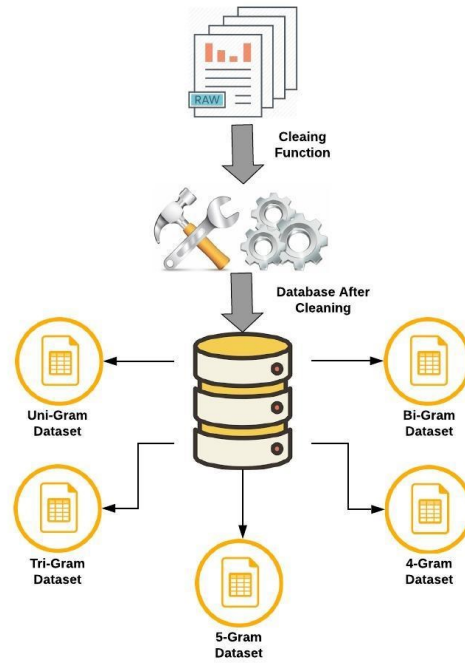 RAW
Cleaing
Function
Database After
Cleaning
Uni-Gram
Dataset
Bi-Gram
Dataset
Tri-Gram
Dataset
4-Gram
Dataset
5-Gram
Dataset